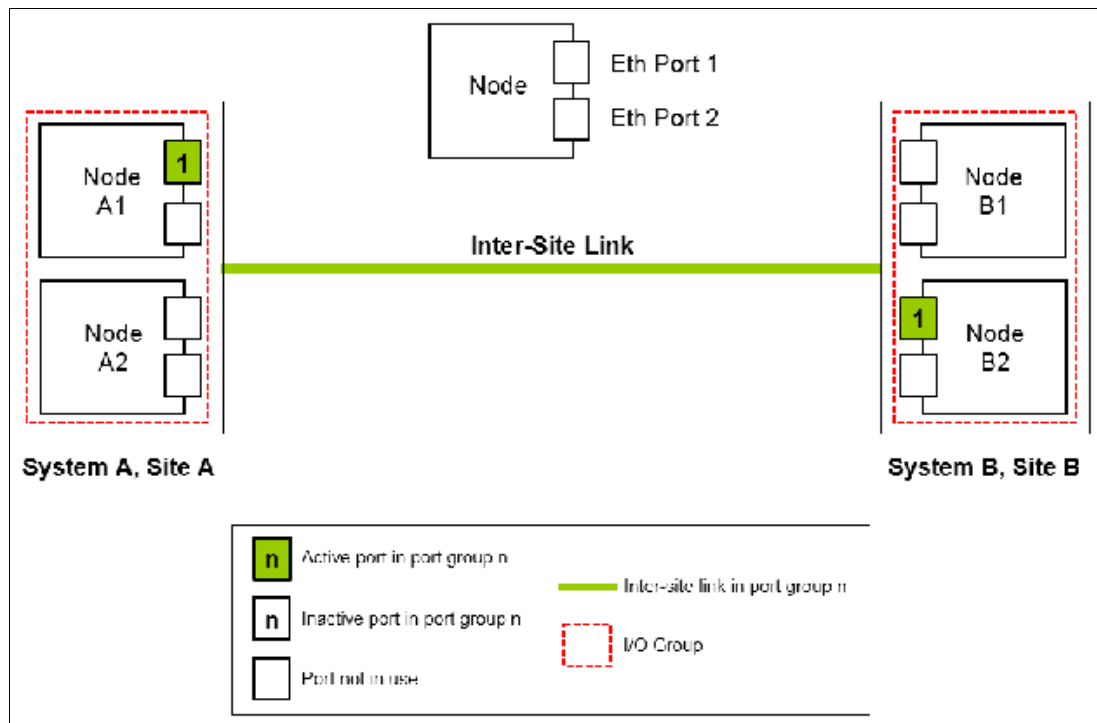 Node
Eth Port 1
Eth Port 2
Node
A1
1
Node
A2
System A, Site A
Inter-Site Link
Node
B1
1
Node
B2
System B, Site B
n
Active port in port group n
n
Inactive port in port group n
Port not in use
Inter-site link in port group n
I/O Group